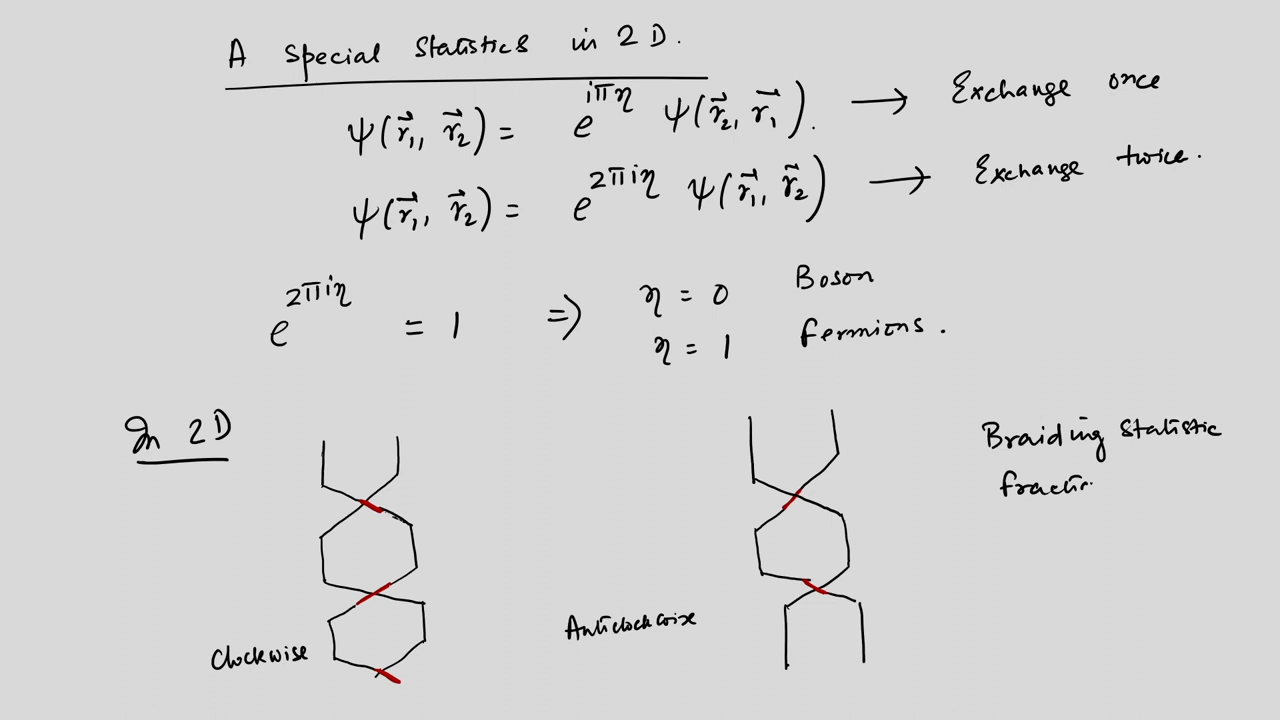 A Special Statistics in 2D.
ψ(r⃗₁, r⃗₂) = e^{iπη} ψ(r⃗₂, r⃗₁). → Exchange once
ψ(r⃗₁, r⃗₂) = e^{2πiη} ψ(r⃗₁, r⃗₂) → Exchange twice.
e^{2πiη} = 1 ⇒ η = 0 Boson
η = 1 fermions.
In 2D
Braiding Statistic
fractio
Clockwise
Anticlockwise